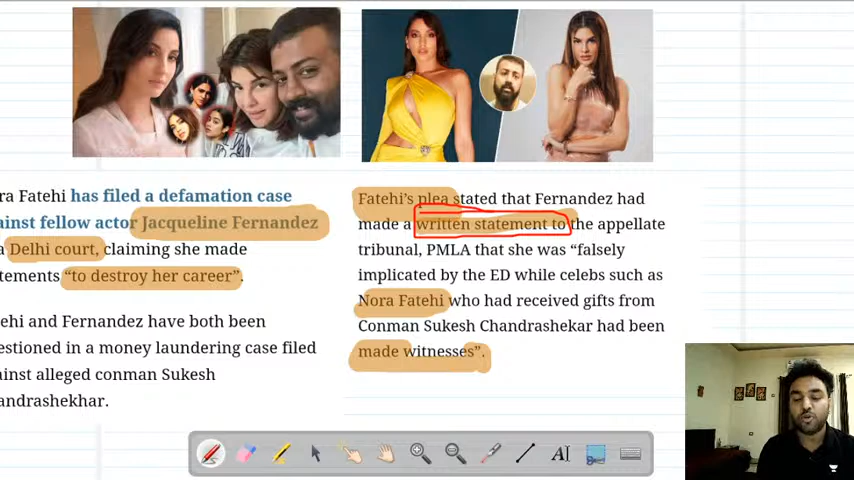 ra Fatehi has filed a defamation case
ainst fellow actor Jacqueline Fernandez
a Delhi court, claiming she made
tements “to destroy her career”.
ehi and Fernandez have both been
estioned in a money laundering case filed
ainst alleged conman Sukesh
andrashekhar.
Fatehi’s plea stated that Fernandez had
made a written statement to the appellate
tribunal, PMLA that she was “falsely
implicated by the ED while celebs such as
Nora Fatehi who had received gifts from
Conman Sukesh Chandrashekar had been
made witnesses”.
AI